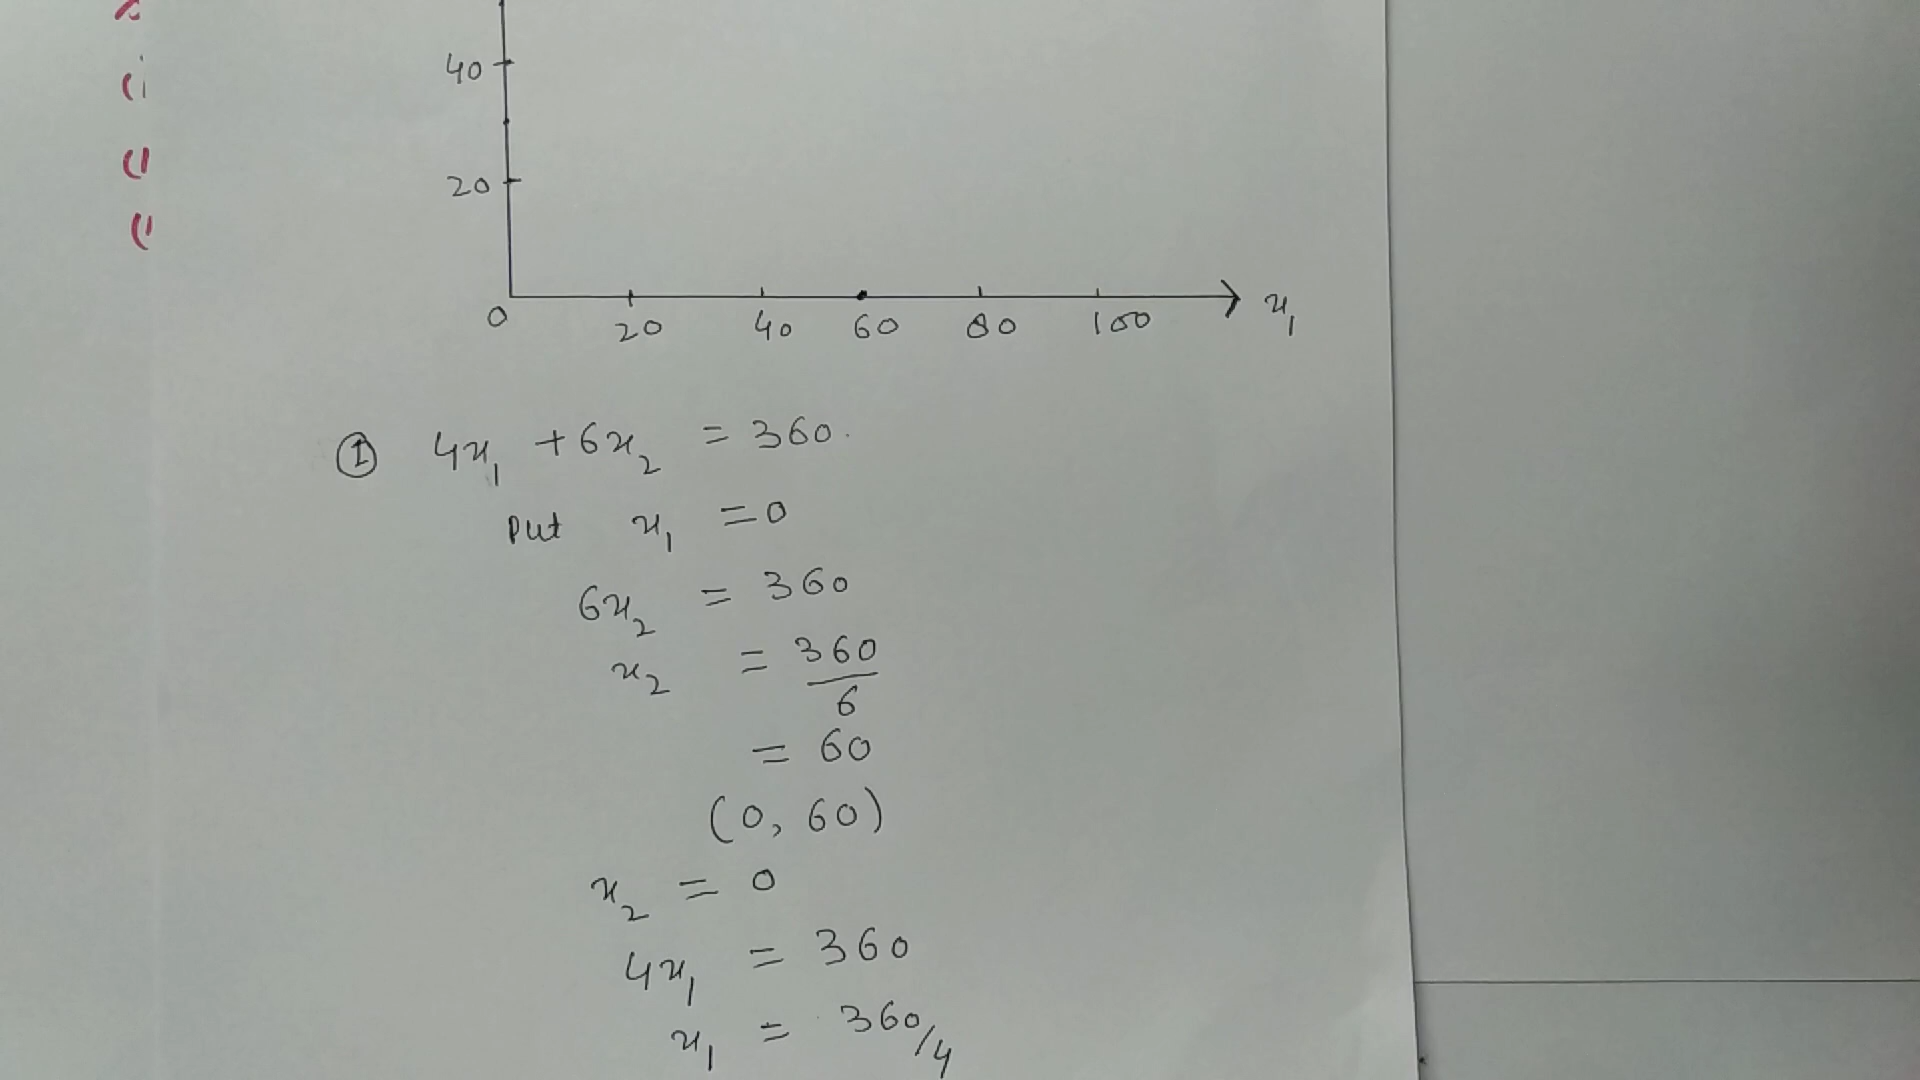 40
20
0 20 40 60 80 100 x₁
① 4x₁ + 6x₂ = 360.
Put x₁ = 0
6x₂ = 360
x₂ = 360/6
= 60
(0, 60)
x₂ = 0
4x₁ = 360
x₁ = 360/4